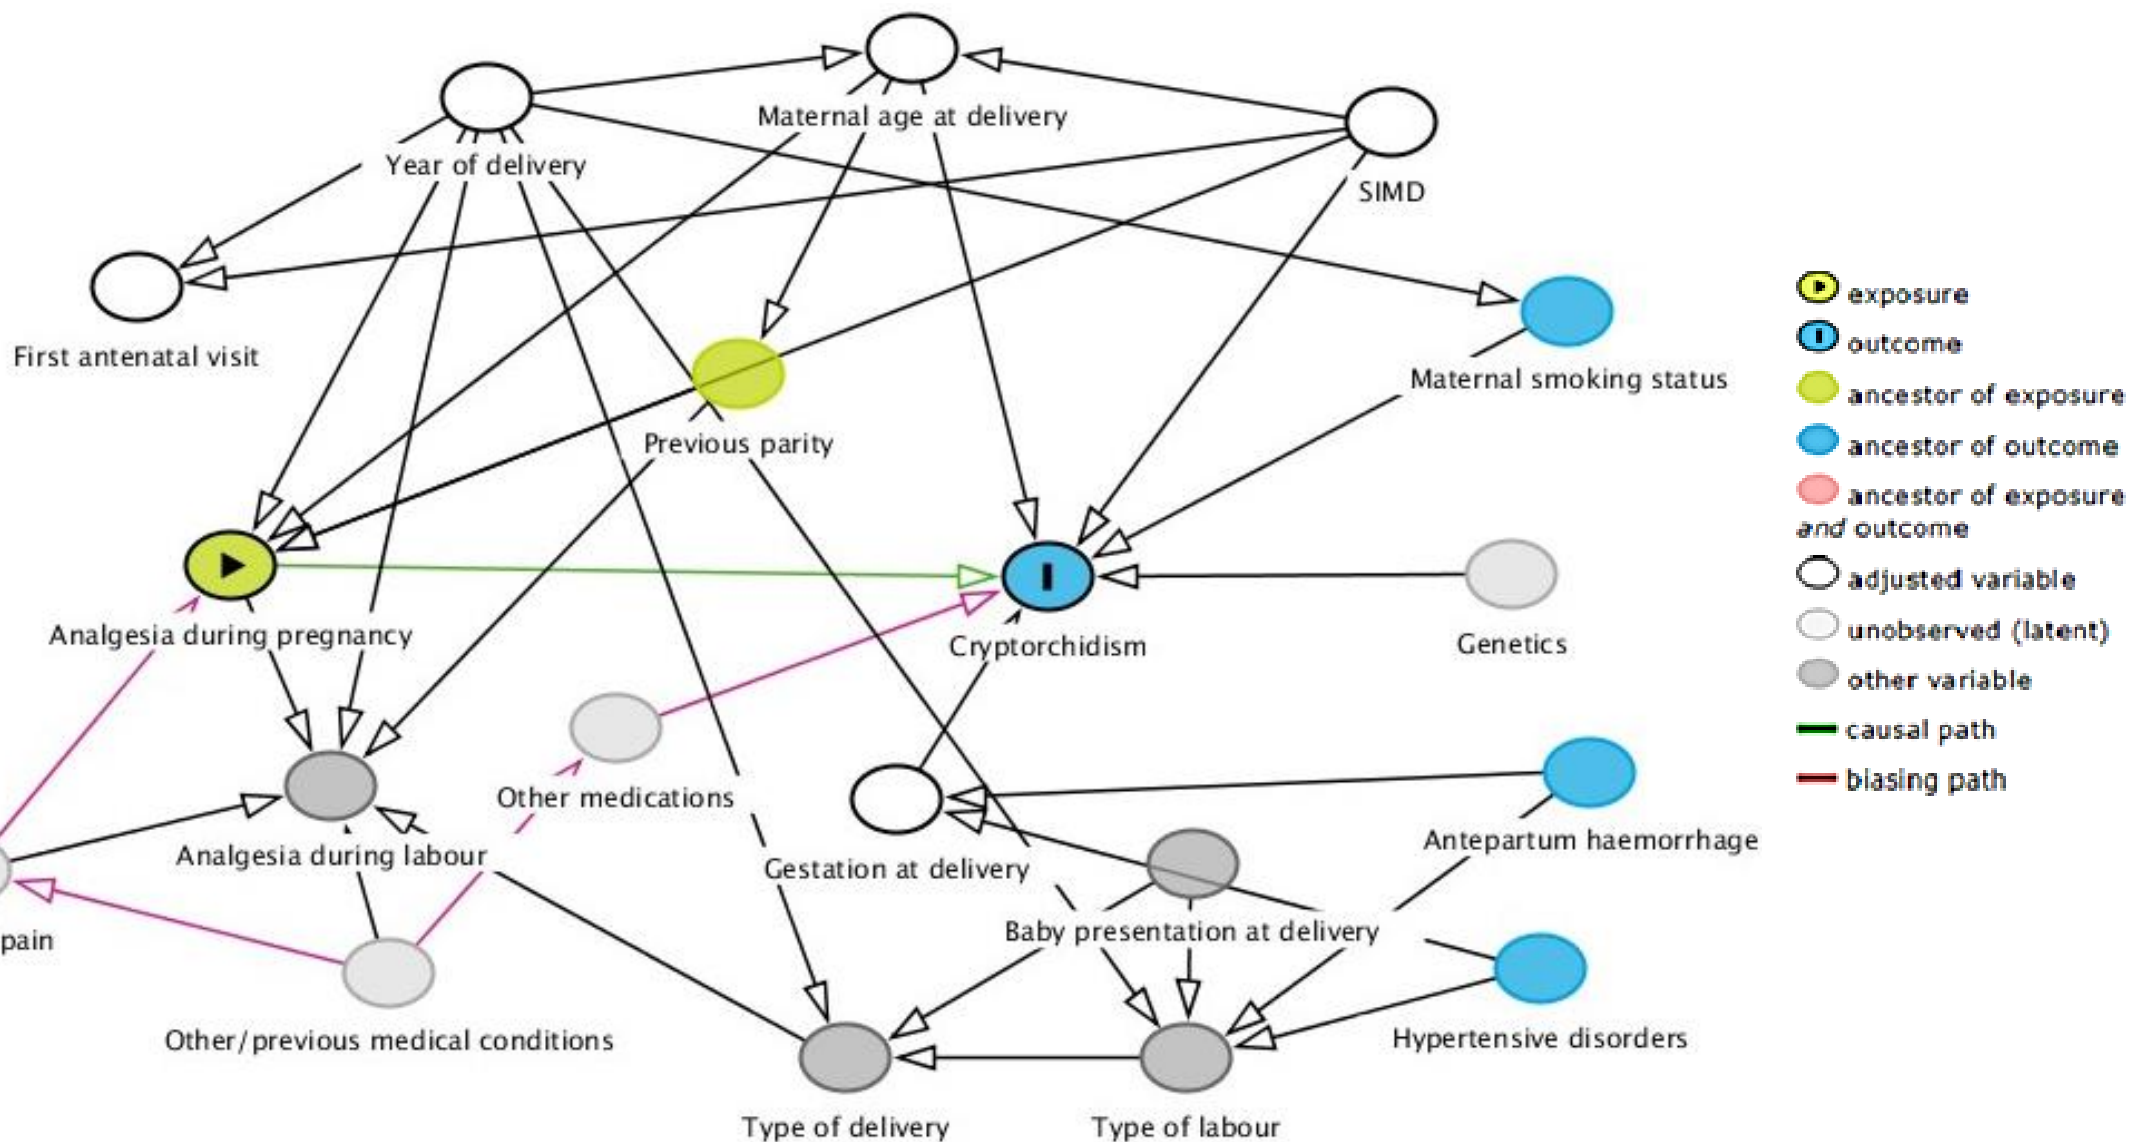 Maternal age at delivery
Year of delivery
SIMD
First antenatal visit
Maternal smoking status
Previous parity
Analgesia during pregnancy
Cryptorchidism
Genetics
Other medications
Analgesia during labour
Gestation at delivery
Antepartum haemorrhage
pain
Baby presentation at delivery
Other/previous medical conditions
Hypertensive disorders
Type of delivery
Type of labour
exposure
outcome
ancestor of exposure
ancestor of outcome
ancestor of exposure
and outcome
adjusted variable
unobserved (latent)
other variable
causal path
biasing path